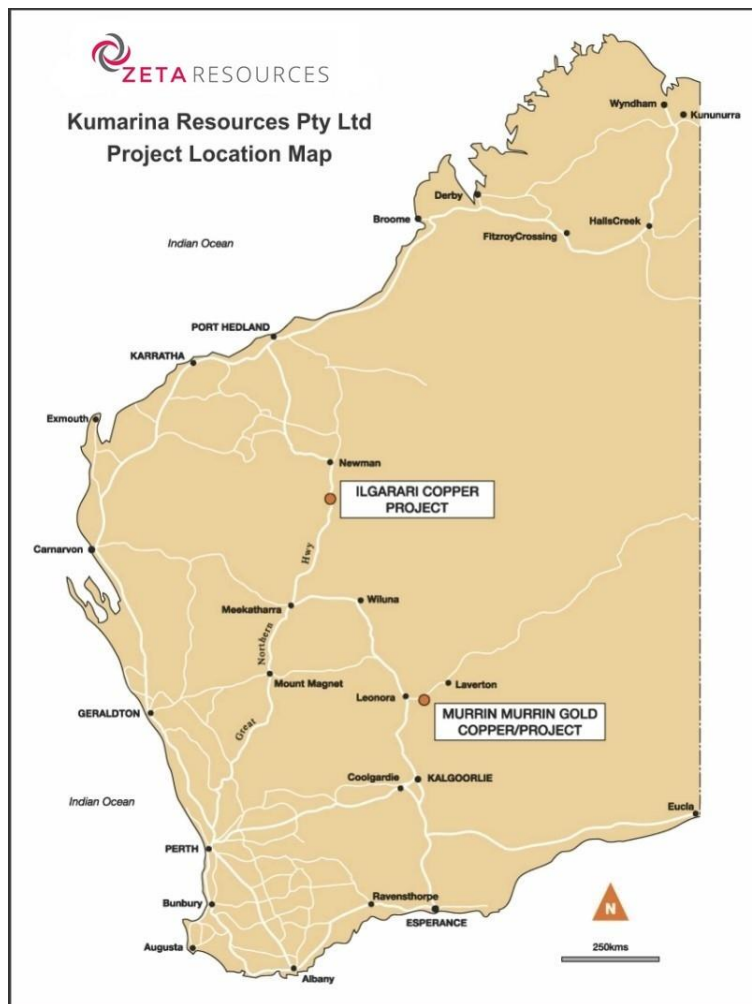 ZETA RESOURCES
Kumarina Resources Pty Ltd
Project Location Map
Wyndham
Kununurra
Derby
Broome
HallsCreek
FitzroyCrossing
Indian Ocean
PORT HEDLAND
KARRATHA
Exmouth
Newman
ILGARARI COPPER
PROJECT
Carnarvon
Hwy
Wiluna
Meekatharra
Northern
Mount Magnet
Laverton
Leonora
GERALDTON
MURRIN MURRIN GOLD
COPPER/PROJECT
Great
Coolgardie
KALGOORLIE
Indian Ocean
Eucla
PERTH
Bunbury
Ravensthorpe
ESPERANCE
N
Augusta
250kms
Albany